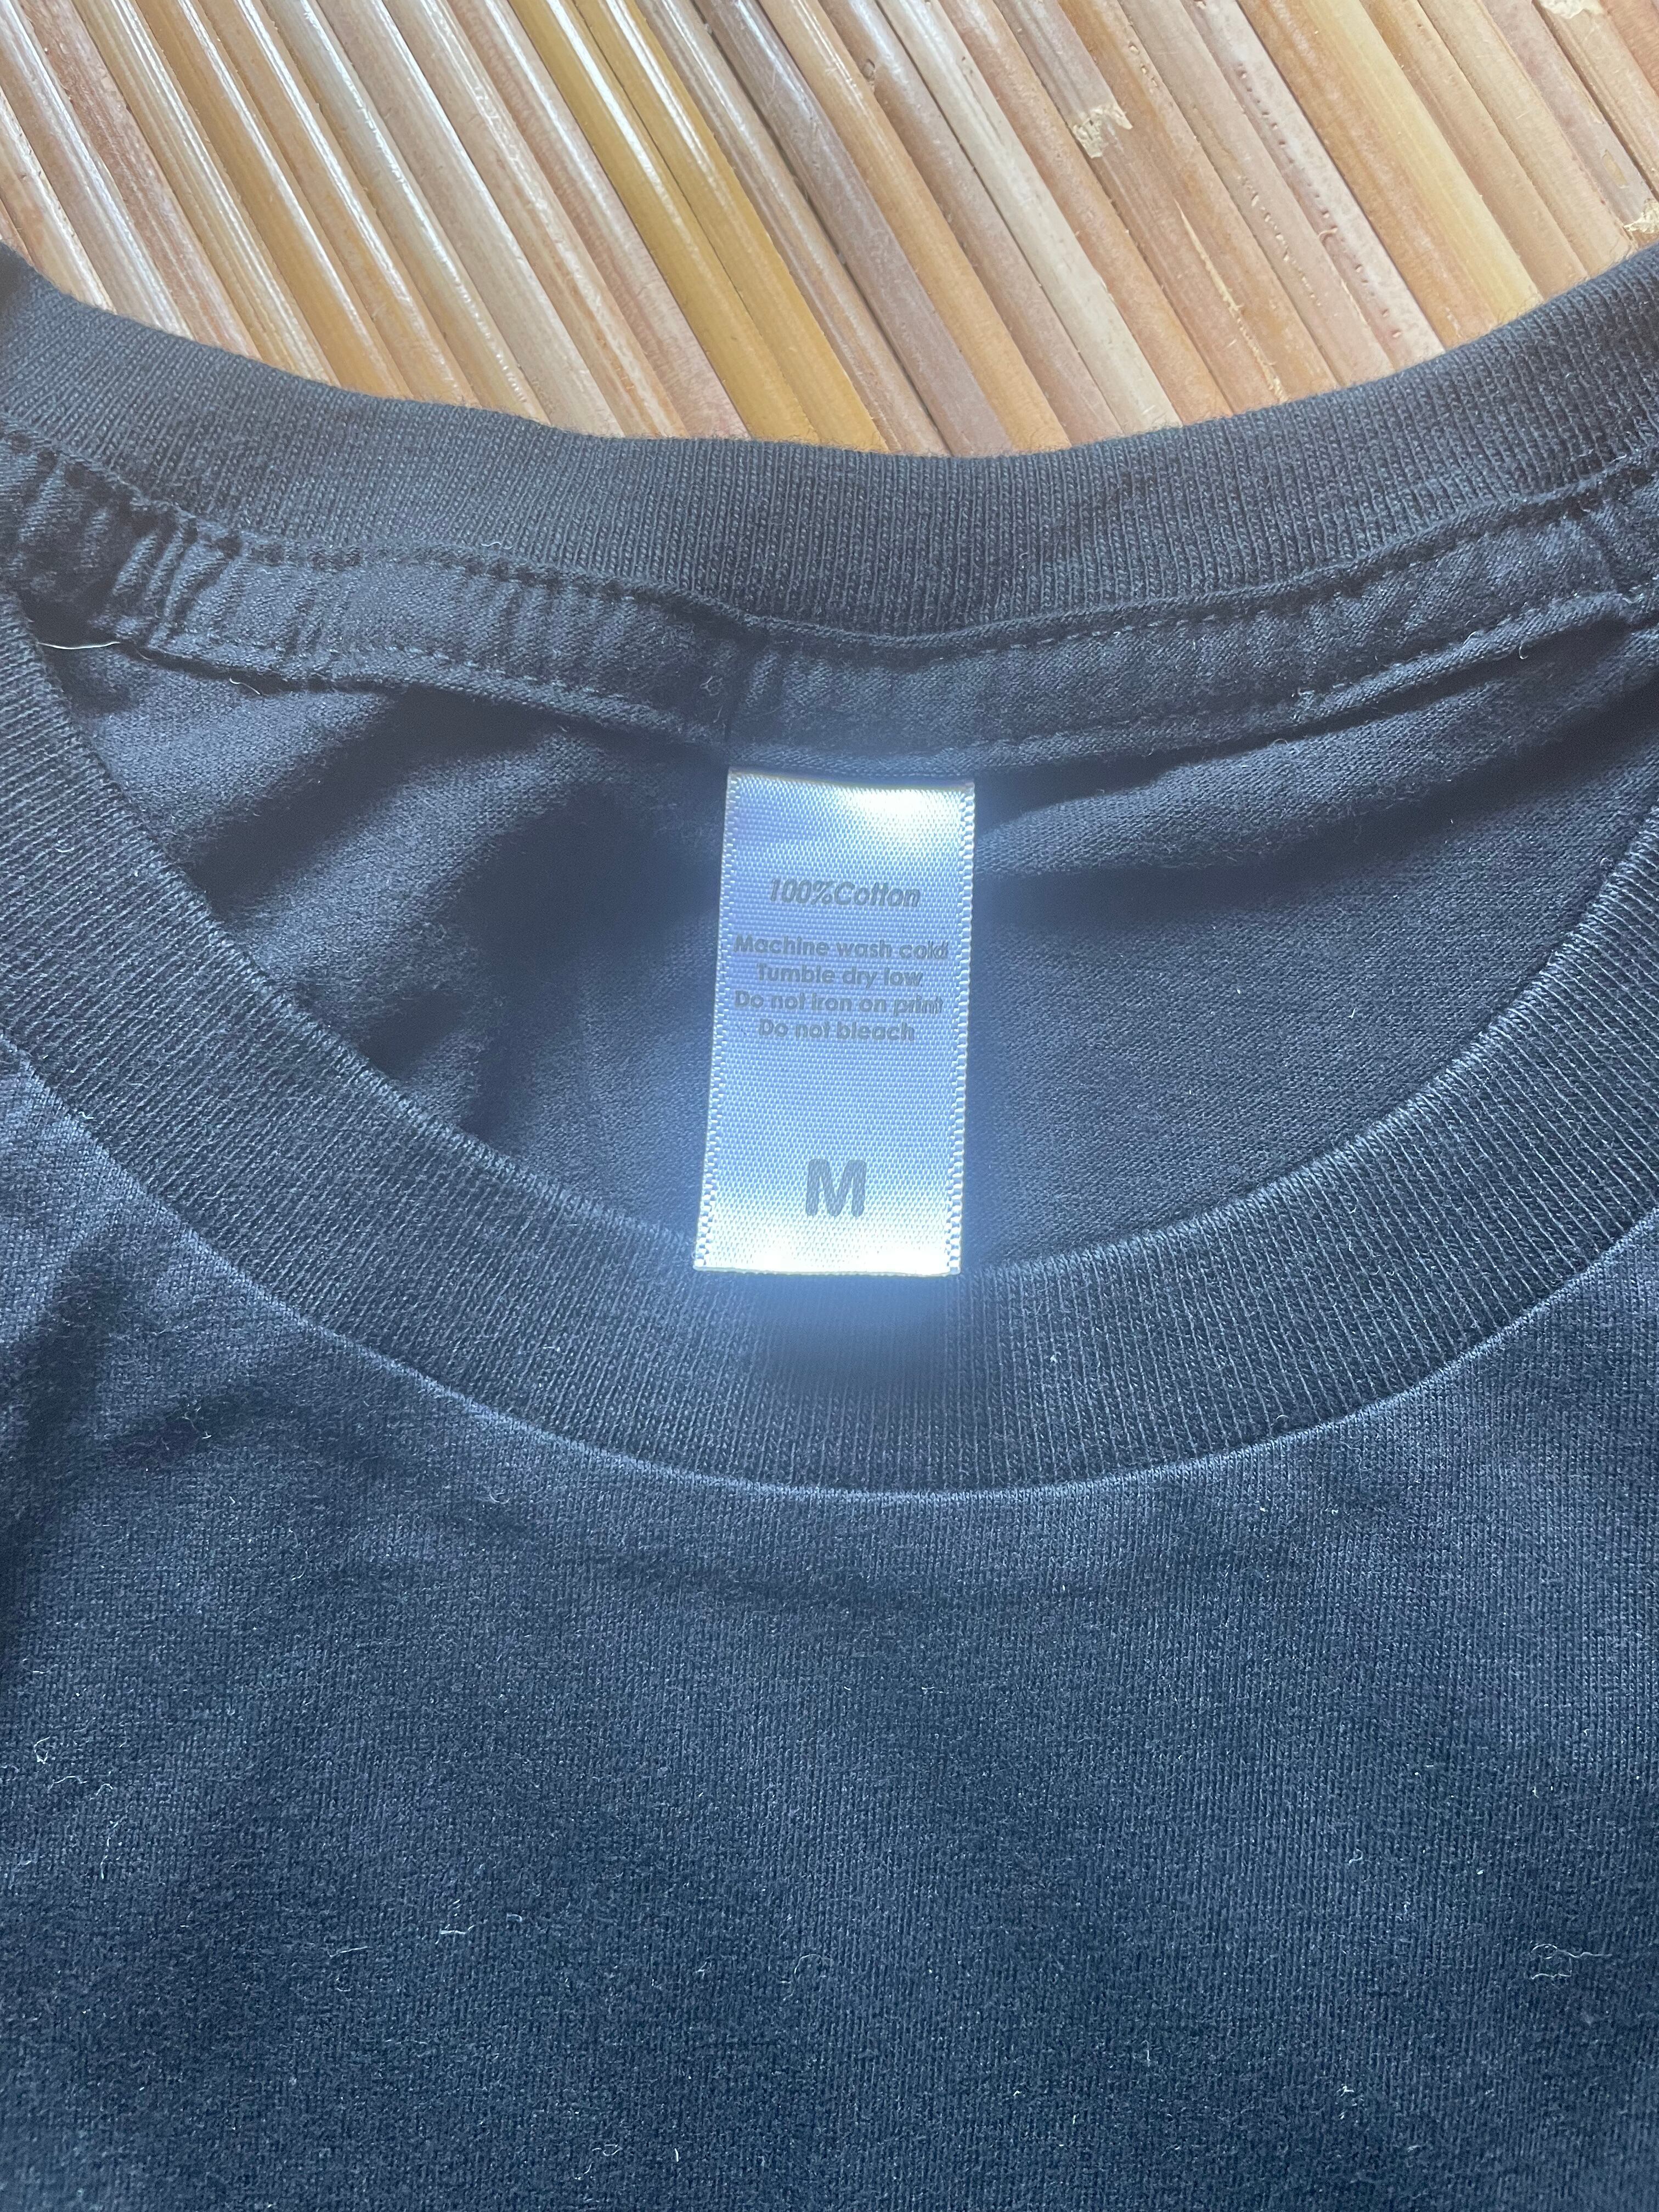 100%Cotton
Machine wash cold
Tumble dry low
Do not iron on print
Do not bleach
M